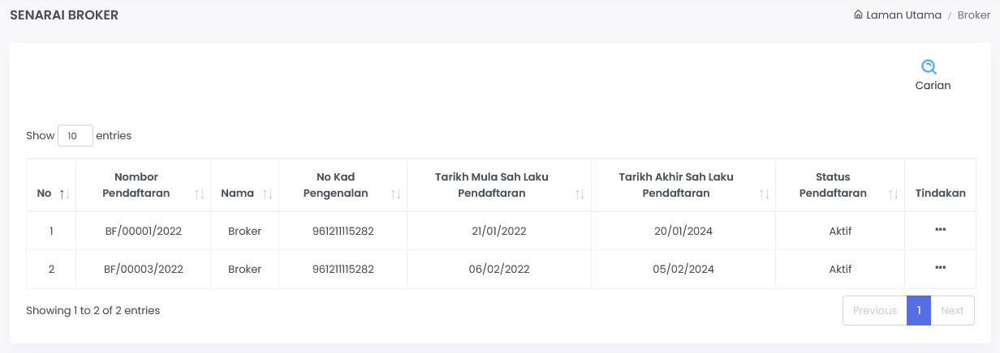 SENARAI BROKER
Laman Utama / Broker
Carian
Show 10 entries
No Nombor Pendaftaran Nama No Kad Pengenalan Tarikh Mula Sah Laku Pendaftaran Tarikh Akhir Sah Laku Pendaftaran Status Pendaftaran Tindakan
1 BF/00001/2022 Broker 961211115282 21/01/2022 20/01/2024 Aktif
2 BF/00003/2022 Broker 961211115282 06/02/2022 05/02/2024 Aktif
Showing 1 to 2 of 2 entries
Previous 1 Next